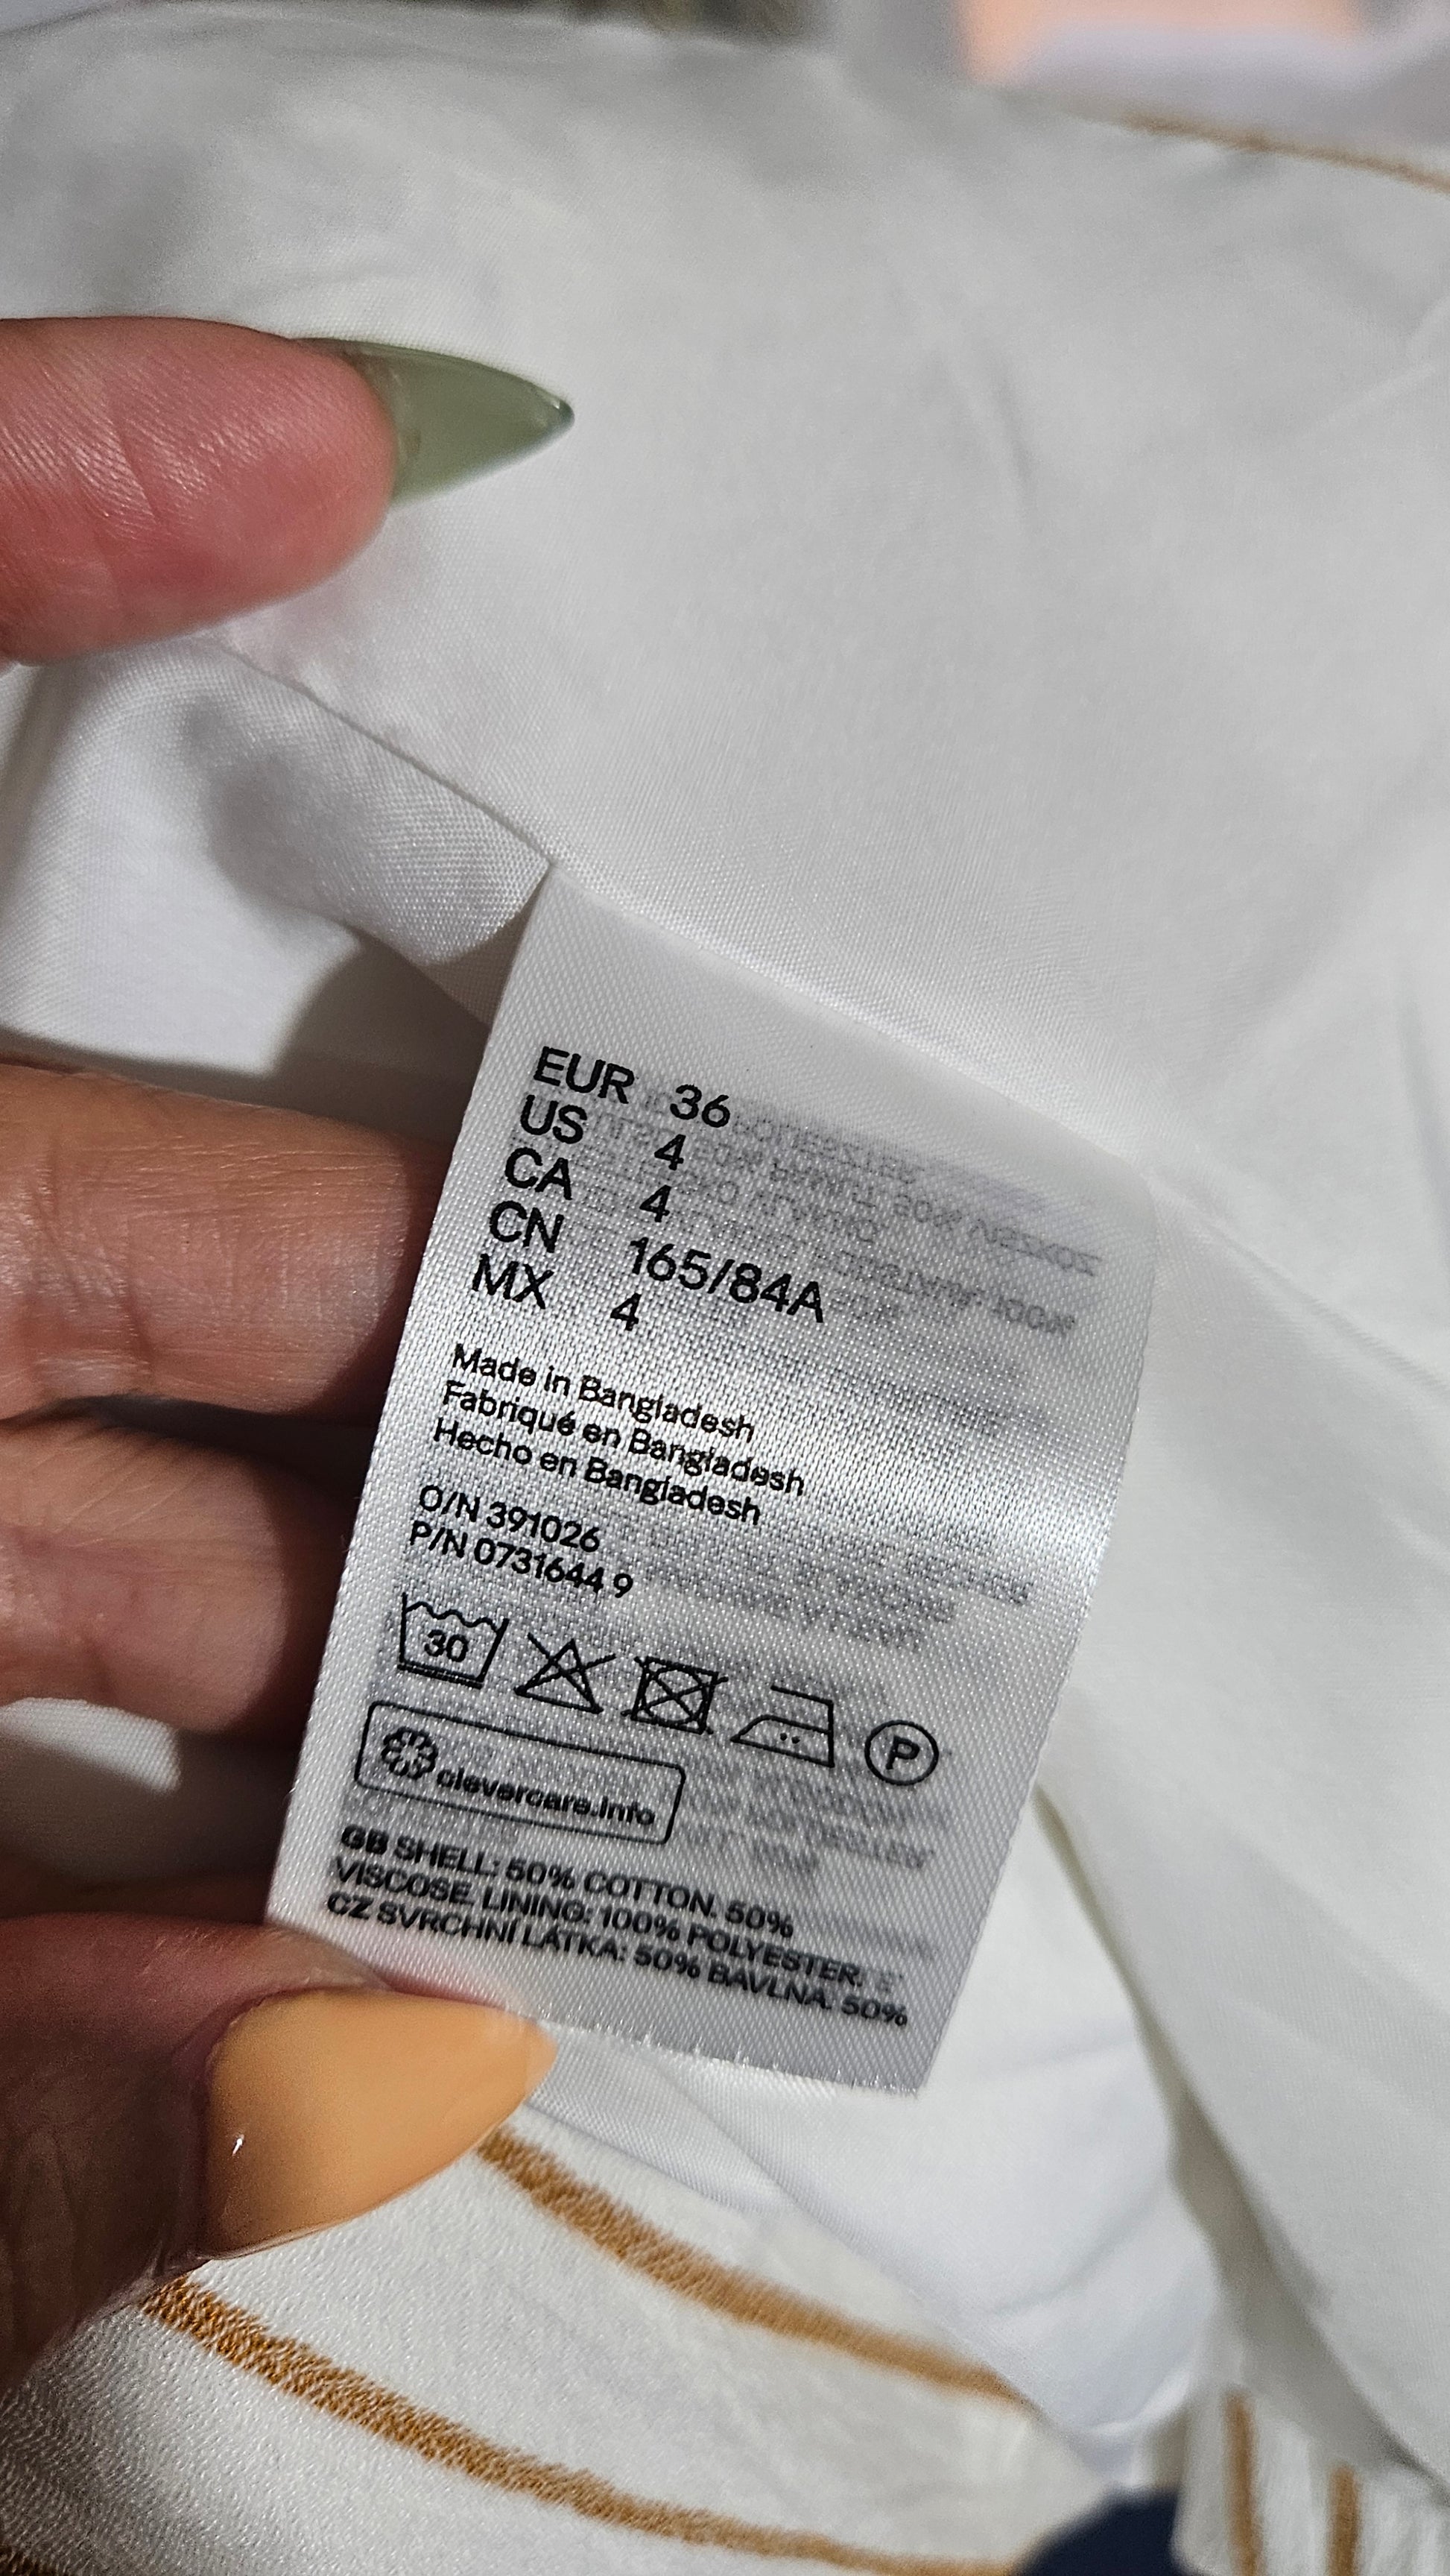 EUR 36
US 4
CA 4
CN 165/84A
MX 4
Made in Bangladesh
Fabriqué en Bangladesh
Hecho en Bangladesh
O/N 391026
P/N 0731644 9
30
P
clevercare.info
GB SHELL: 50% COTTON. 50%
VISCOSE. LINING: 100% POLYESTER.
CZ SVRCHNÍ LÁTKA: 50% BAVLNA. 50%